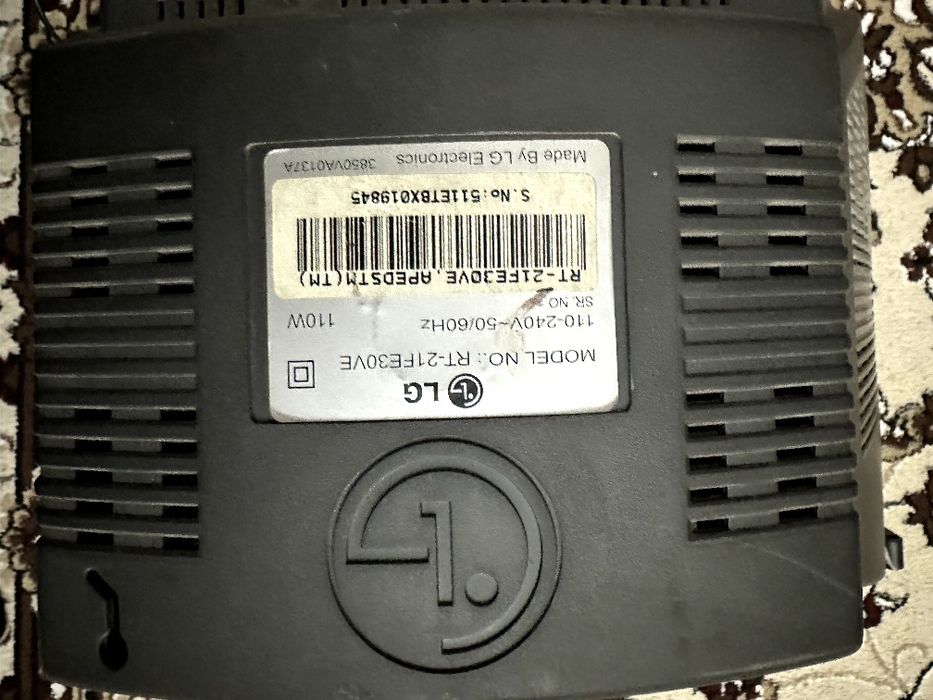 LG
MODEL NO. : RT-21FE30VE
110-240V~50/60Hz 110W
SR. NO
RT-21FE30VE.APEDSTM(TM)
S.No:511ETBX019845
Made By LG Electronics 3850VA0137A